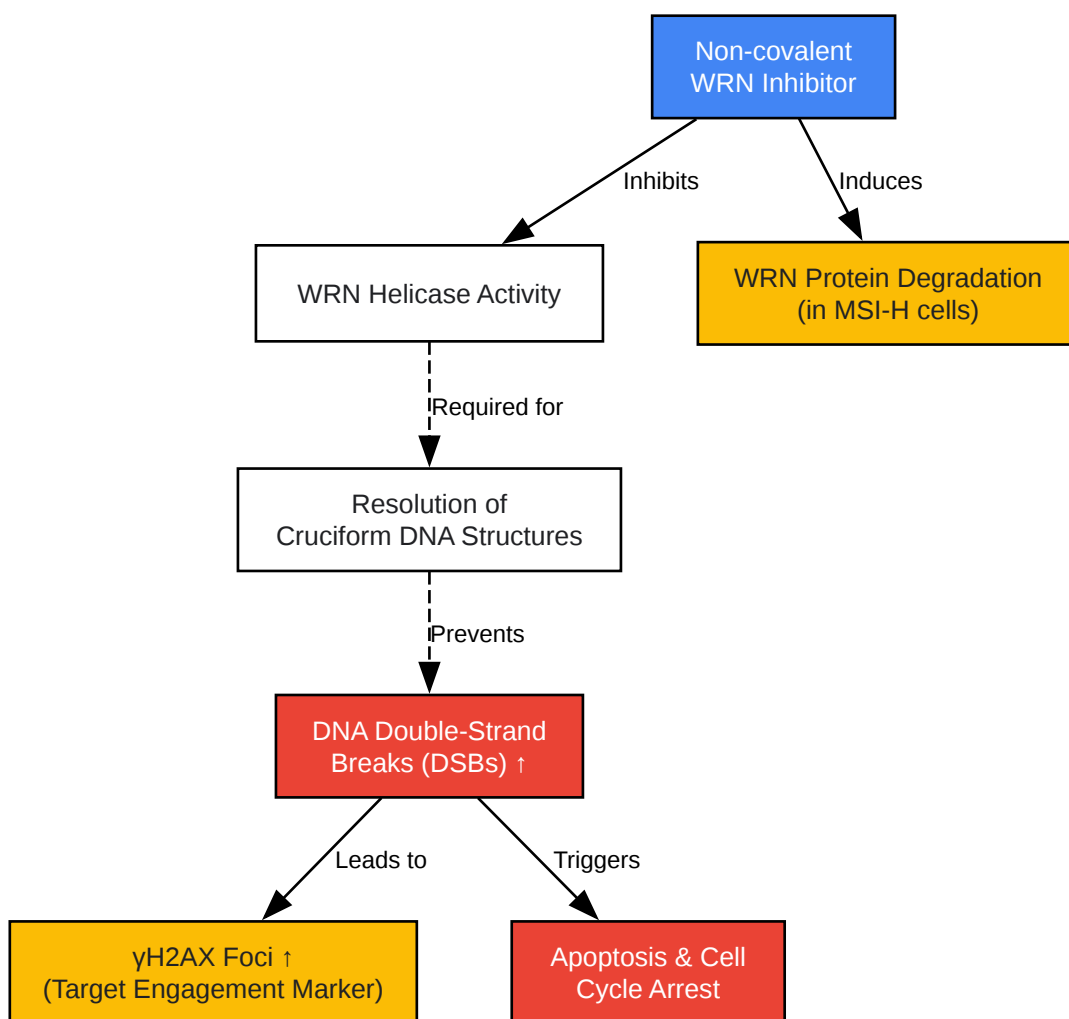 Non-covalent
WRN Inhibitor
Inhibits
Induces
WRN Helicase Activity
WRN Protein Degradation
(in MSI-H cells)
Required for
Resolution of
Cruciform DNA Structures
Prevents
DNA Double-Strand
Breaks (DSBs) ↑
Leads to
Triggers
γH2AX Foci ↑
(Target Engagement Marker)
Apoptosis & Cell
Cycle Arrest